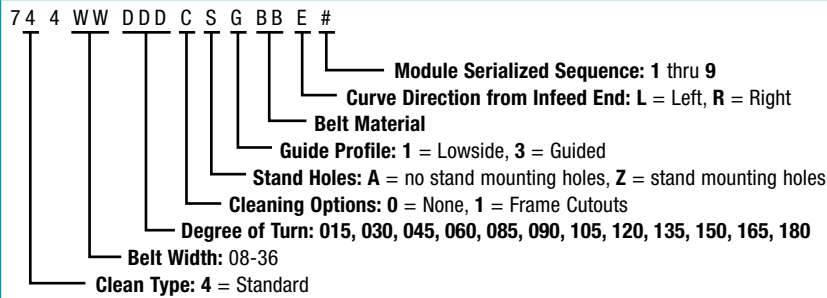 7 4 4 WW DDD C S G BB E #
Module Serialized Sequence: 1 thru 9
Curve Direction from Infeed End: L = Left, R = Right
Belt Material
Guide Profile: 1 = Lowside, 3 = Guided
Stand Holes: A = no stand mounting holes, Z = stand mounting holes
Cleaning Options: 0 = None, 1 = Frame Cutouts
Degree of Turn: 015, 030, 045, 060, 085, 090, 105, 120, 135, 150, 165, 180
Belt Width: 08-36
Clean Type: 4 = Standard